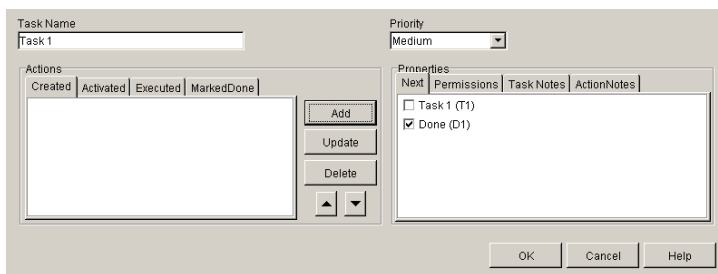 Task Name
Priority
Task 1
Medium
Actions
Properties
Created Activated Executed MarkedDone
Next Permissions Task Notes ActionNotes
Add
Task 1 (T1)
Update
Done (D1)
Delete
OK Cancel Help